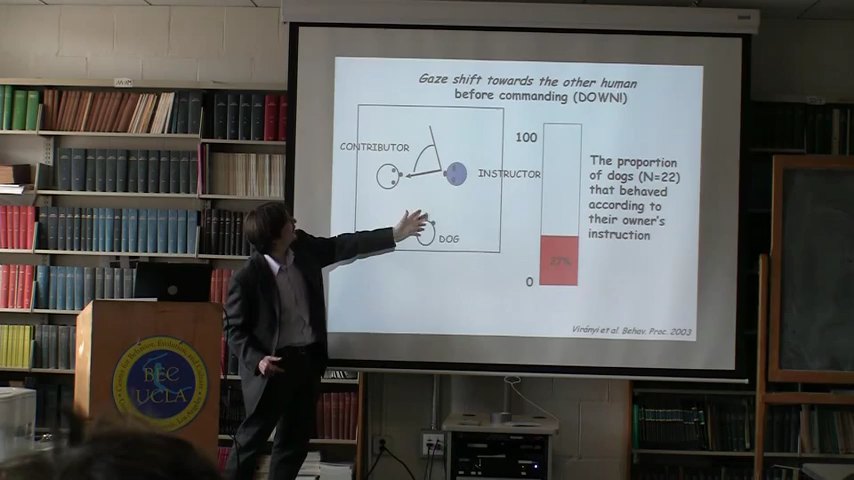 Gaze shift towards the other human
before commanding (DOWN!)
CONTRIBUTOR
INSTRUCTOR
DOG
100
27%
0
The proportion
of dogs (N=22)
that behaved
according to
their owner's
instruction
Virányi et al. Behav. Proc. 2003
BEC
UCLA